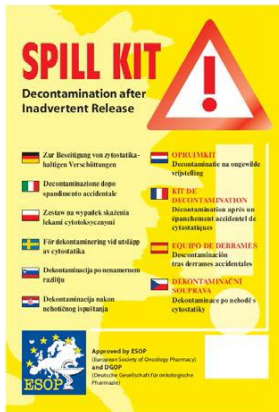 SPILL KIT
Decontamination after
Inadvertent Release
Zur Beseitigung von zytostatika-
haltigen Verschüttungen
Decontaminazione dopo
spandimento accidentale
Zestaw na wypadek skażenia
lekami cytotoksycznymi
För dekontaminering vid utsläpp
av cytostatika
Dekontaminacija po nenamernem
razlitju
Dekontaminacija nakon
nehotičnog ispuštanja
OPRUIMKIT
Decontaminatie na ongewilde
vrijstelling
KIT DE
DECONTAMINATION
Décontamination après un
épanchement accidentel de
cytostatiques
EQUIPO DE DERRAMES
Descontaminación
tras derrames accidentales
DEKONTAMINAČNÍ
SOUPRAVA
Dekontaminace po nehodě s
cytostatiky
ESOP
Approved by ESOP
(European Society of Oncology Pharmacy)
and DGOP
(Deutsche Gesellschaft für onkologische
Pharmazie)